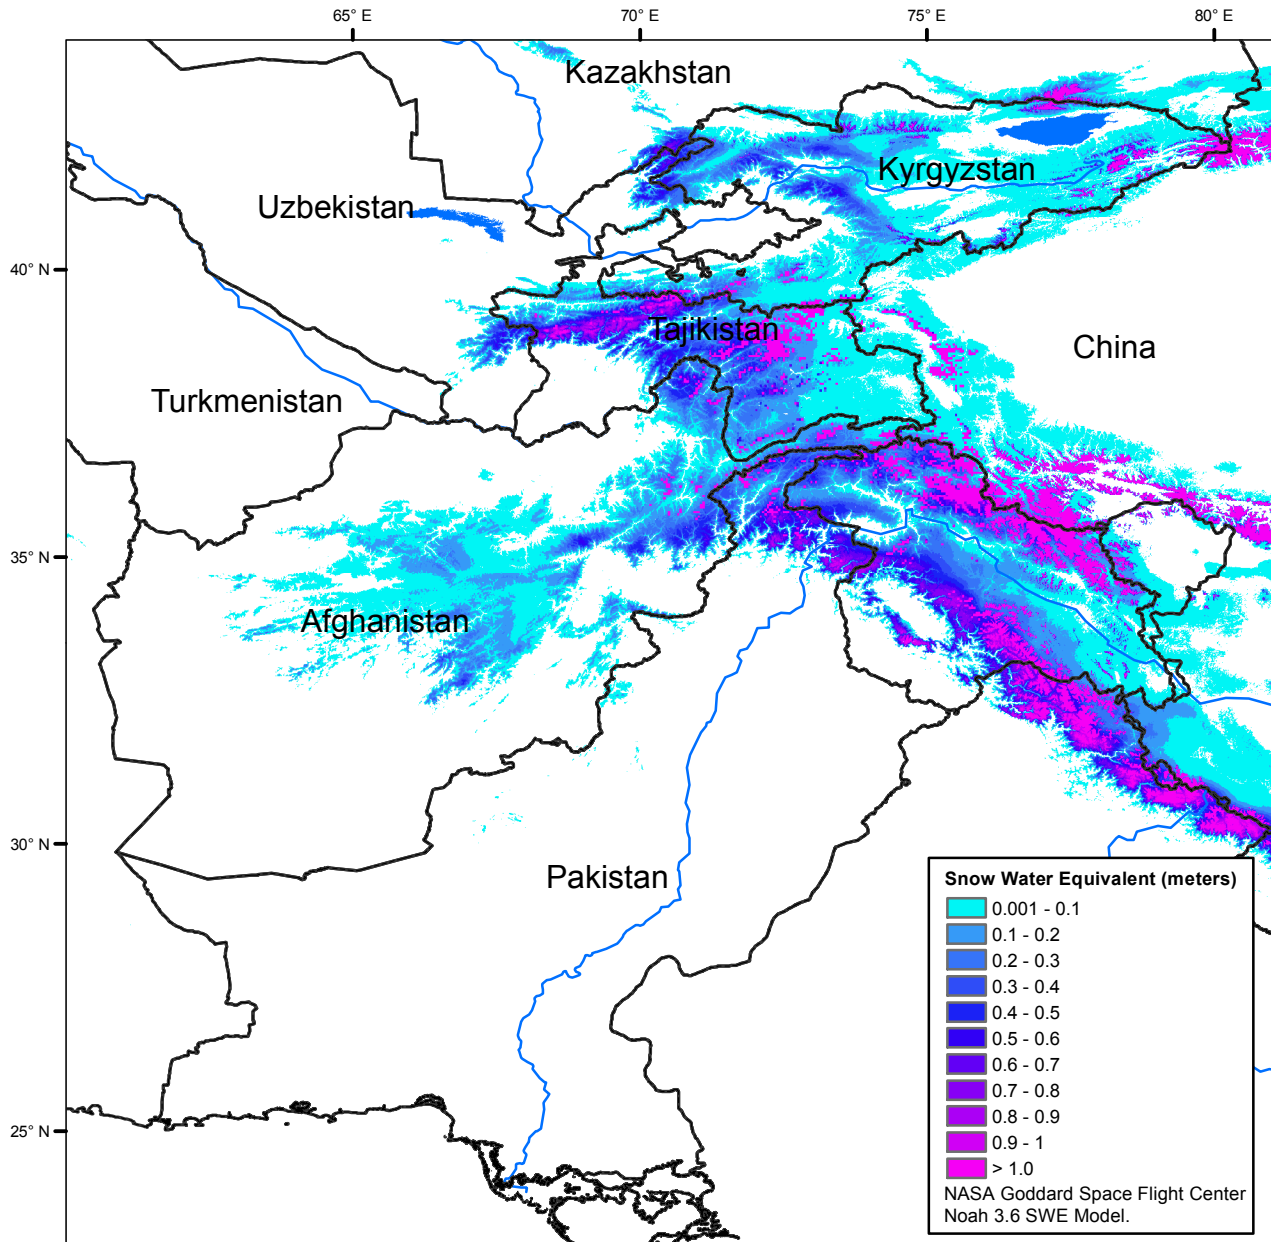 65° E 70° E 75° E 80° E
Kazakhstan
Kyrgyzstan
Uzbekistan
40° N
Tajikistan
China
Turkmenistan
35° N
Afghanistan
30° N
Pakistan
25° N
Snow Water Equivalent (meters)
0.001 - 0.1
0.1 - 0.2
0.2 - 0.3
0.3 - 0.4
0.4 - 0.5
0.5 - 0.6
0.6 - 0.7
0.7 - 0.8
0.8 - 0.9
0.9 - 1
> 1.0
NASA Goddard Space Flight Center
Noah 3.6 SWE Model.